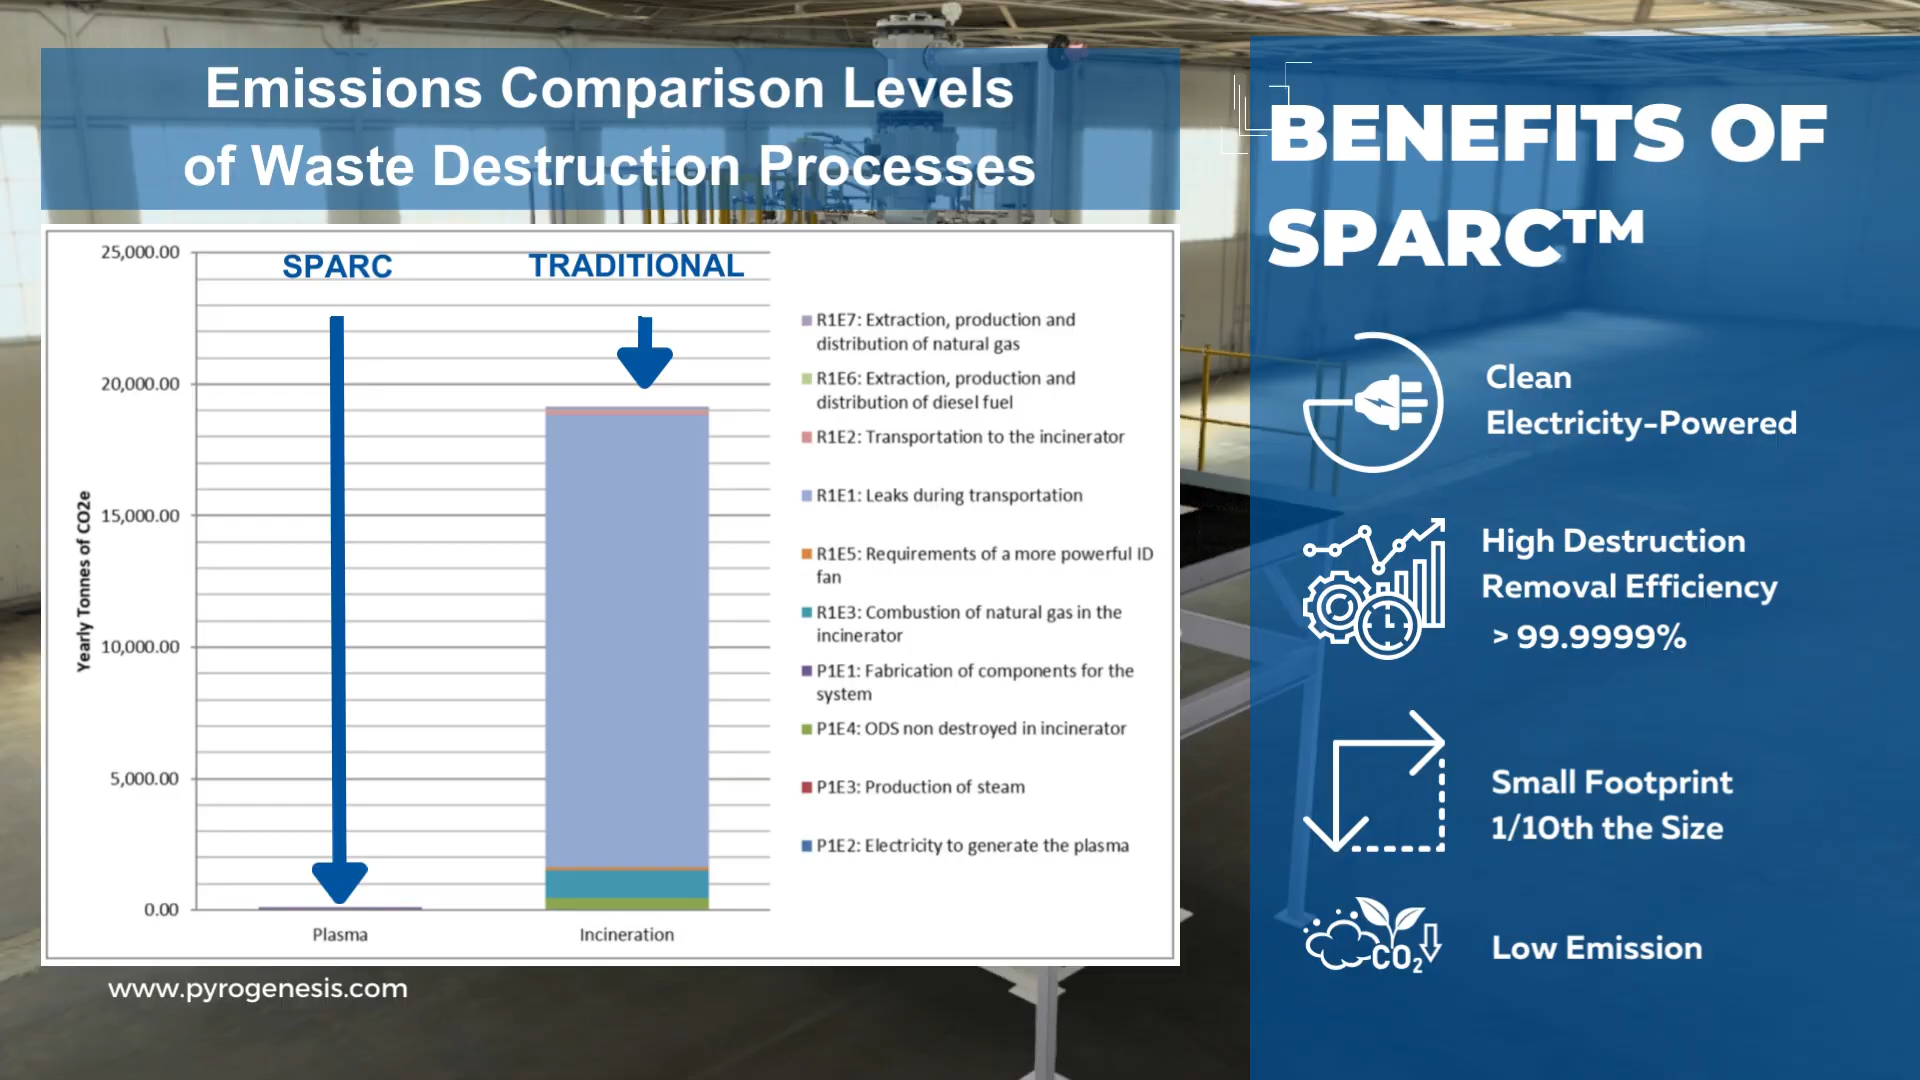 Emissions Comparison Levels
of Waste Destruction Processes
25,000.00
20,000.00
15,000.00
10,000.00
5,000.00
0.00
Yearly Tonnes of CO2e
SPARC
TRADITIONAL
Plasma
Incineration
R1E7: Extraction, production and
distribution of natural gas
R1E6: Extraction, production and
distribution of diesel fuel
R1E2: Transportation to the incinerator
R1E1: Leaks during transportation
R1E5: Requirements of a more powerful ID
fan
R1E3: Combustion of natural gas in the
incinerator
P1E1: Fabrication of components for the
system
P1E4: ODS non destroyed in incinerator
P1E3: Production of steam
P1E2: Electricity to generate the plasma
www.pyrogenesis.com
BENEFITS OF
SPARC™
Clean
Electricity-Powered
High Destruction
Removal Efficiency
> 99.9999%
Small Footprint
1/10th the Size
CO₂
Low Emission